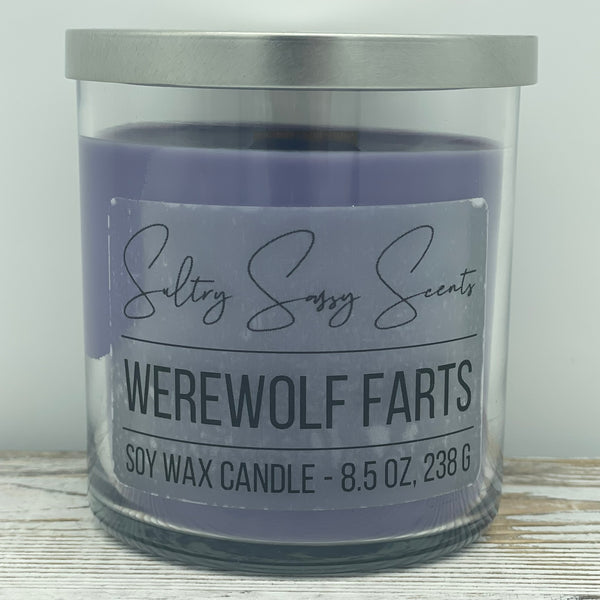 Sultry Sassy Scents
WEREWOLF FARTS
SOY WAX CANDLE - 8.5 OZ, 238 G